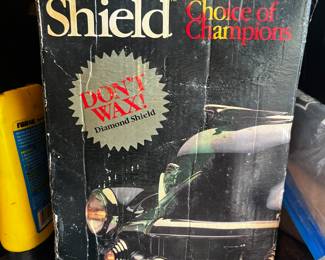 Shield
Choice of
Champions
DON'T
WAX!
Diamond Shield